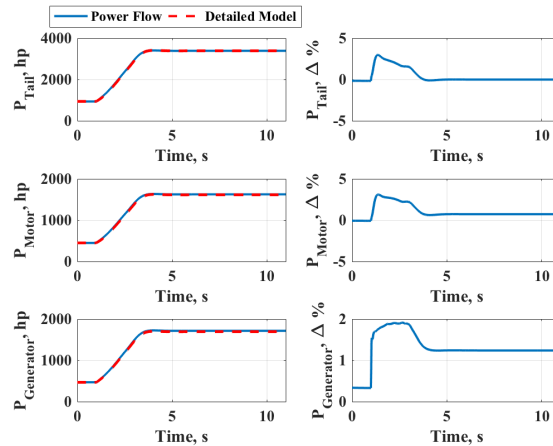 Power Flow Detailed Model
P_Tail, hp
4000
2000
0
0 5 10
Time, s
P_Tail, Δ %
5
0
-5
0 5 10
Time, s
P_Motor, hp
2000
1000
0
0 5 10
Time, s
P_Motor, Δ %
5
0
-5
0 5 10
Time, s
P_Generator, hp
2000
1000
0
0 5 10
Time, s
P_Generator, Δ %
2
1
0
0 5 10
Time, s